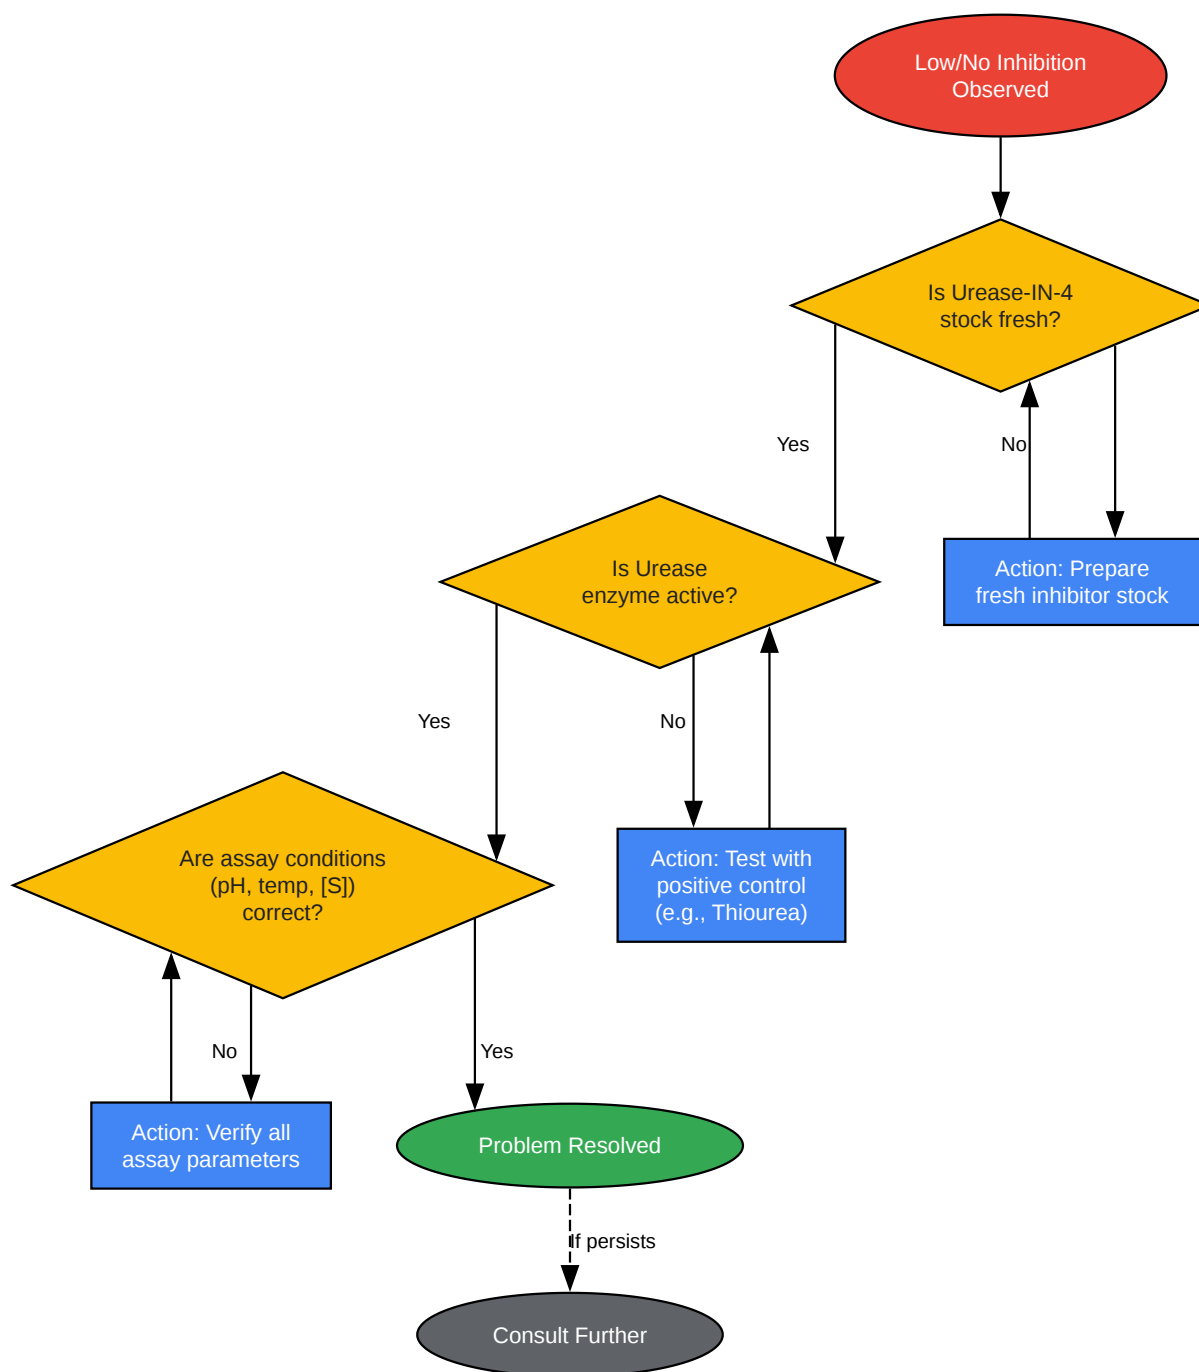 Low/No Inhibition
Observed
Is Urease-IN-4
stock fresh?
Yes
No
Action: Prepare
fresh inhibitor stock
Is Urease
enzyme active?
Yes
No
Action: Test with
positive control
(e.g., Thiourea)
Are assay conditions
(pH, temp, [S])
correct?
No
Yes
Action: Verify all
assay parameters
Problem Resolved
If persists
Consult Further